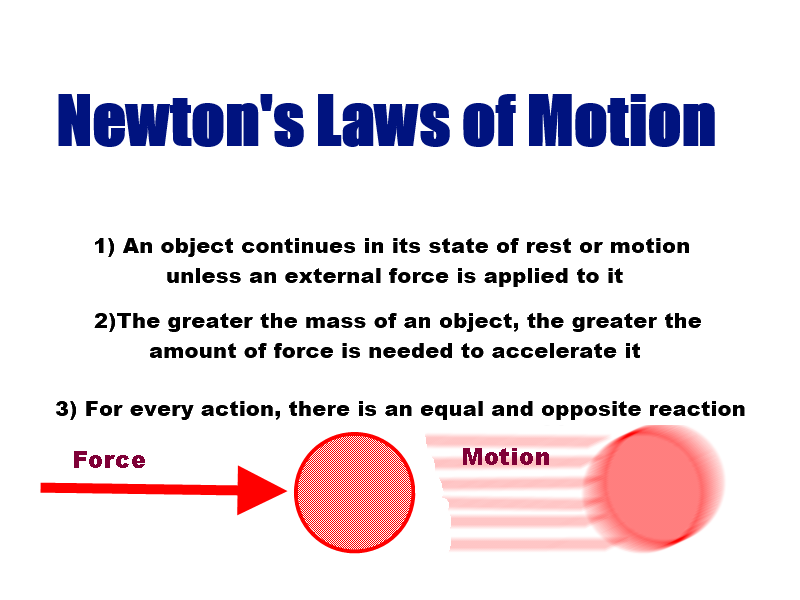 Newton's Laws of Motion
1) An object continues in its state of rest or motion
unless an external force is applied to it
2)The greater the mass of an object, the greater the
amount of force is needed to accelerate it
3) For every action, there is an equal and opposite reaction
Force
Motion